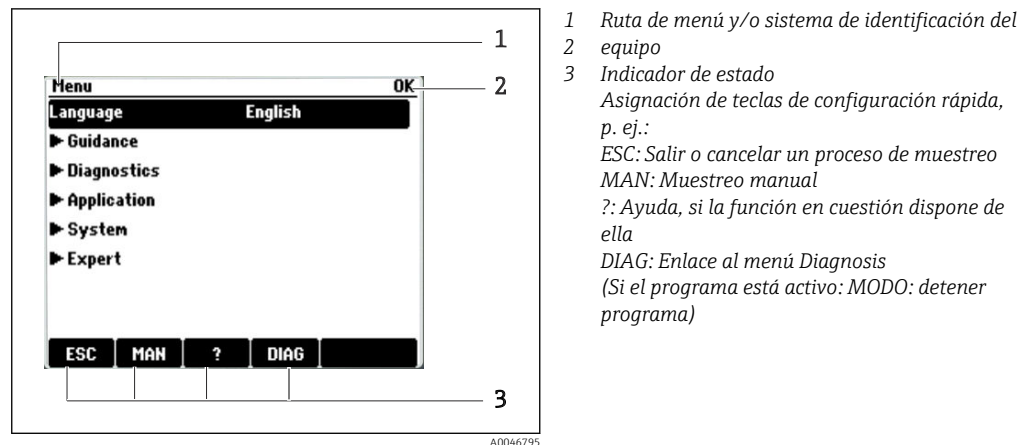 1
2
Menu OK
Language English
▶ Guidance
▶ Diagnostics
▶ Application
▶ System
▶ Expert
ESC MAN ? DIAG
3
A0046795
1 Ruta de menú y/o sistema de identificación del
2 equipo
3 Indicador de estado
Asignación de teclas de configuración rápida,
p. ej.:
ESC: Salir o cancelar un proceso de muestreo
MAN: Muestreo manual
?: Ayuda, si la función en cuestión dispone de
ella
DIAG: Enlace al menú Diagnosis
(Si el programa está activo: MODO: detener
programa)